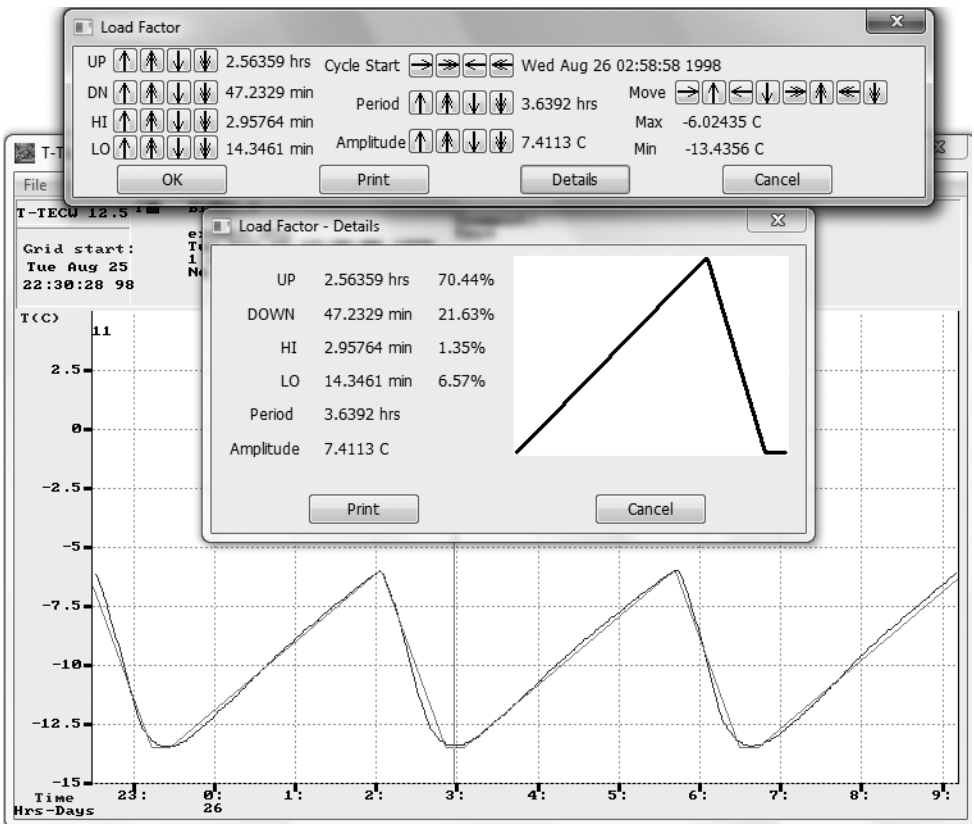 Load Factor
UP 2.56359 hrs Cycle Start Wed Aug 26 02:58:58 1998
DN 47.2329 min Period 3.6392 hrs Move
HI 2.95764 min Max -6.02435 C
LO 14.3461 min Amplitude 7.4113 C Min -13.4356 C
OK Print Details Cancel
File
T-TECW 12.5
Grid start:
Tue Aug 25
22:30:28 98
Load Factor - Details
UP 2.56359 hrs 70.44%
DOWN 47.2329 min 21.63%
HI 2.95764 min 1.35%
LO 14.3461 min 6.57%
Period 3.6392 hrs
Amplitude 7.4113 C
Print Cancel
T(C)
11
2.5
0
-2.5
-5
-7.5
-10
-12.5
-15
Time 23: 0: 1: 2: 3: 4: 5: 6: 7: 8: 9:
Hrs-Days 26